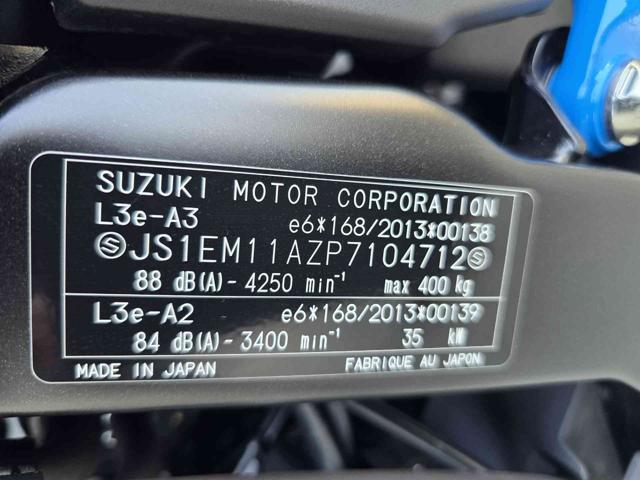 SUZUKI MOTOR CORPORATION
L3e-A3 e6*168/2013*00138
JS1EM11AZP7104712
88 dB(A) - 4250 min⁻¹ max 400 kg
L3e-A2 e6*168/2013*00139
84 dB(A) - 3400 min⁻¹ 35 kW
MADE IN JAPAN FABRIQUE AU JAPON